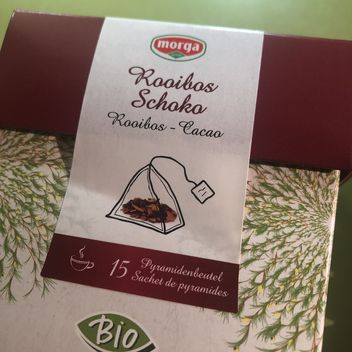 morga
Rooibos
Schoko
Rooibos - Cacao
15 Pyramidenbeutel
Sachet de pyramides
BIO